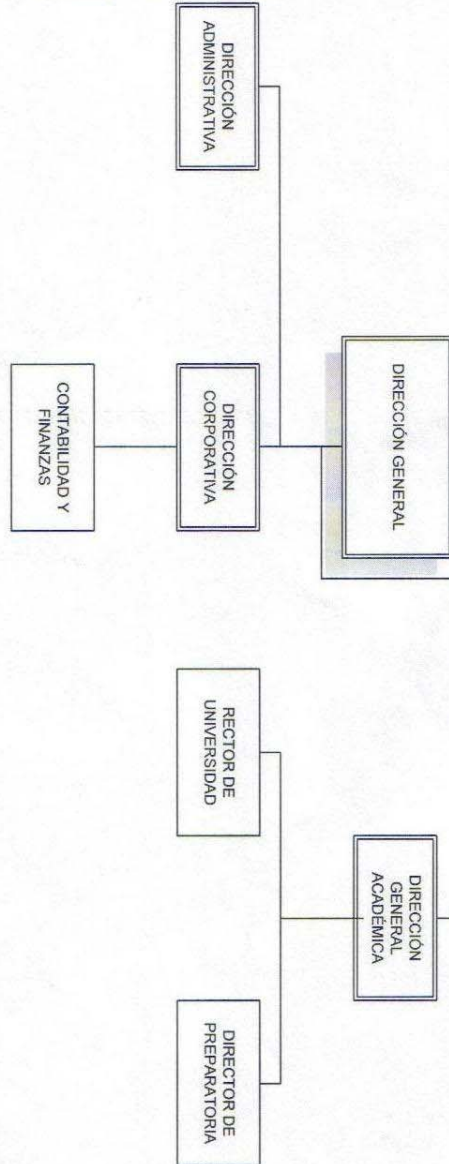 DIRECCIÓN GENERAL
DIRECCIÓN
GENERAL
ACADÉMICA
DIRECCIÓN
ADMINISTRATIVA
DIRECCIÓN
CORPORATIVA
RECTOR DE
UNIVERSIDAD
DIRECTOR DE
PREPARATORIA
CONTABILIDAD Y
FINANZAS